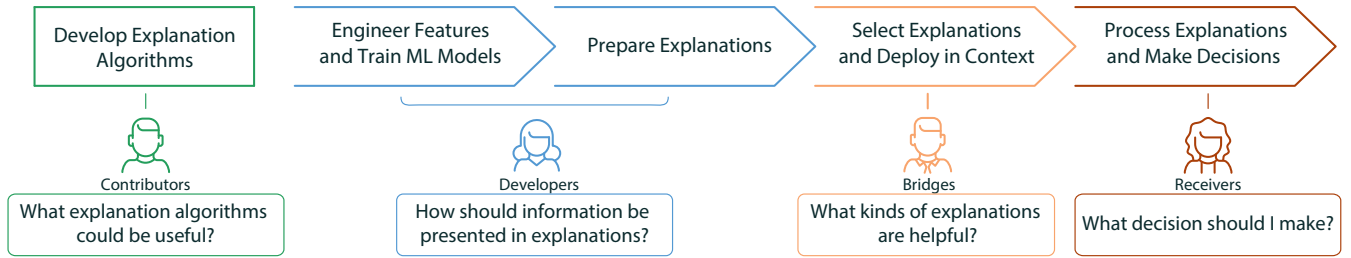 Develop Explanation
Algorithms
Engineer Features
and Train ML Models
Prepare Explanations
Select Explanations
and Deploy in Context
Process Explanations
and Make Decisions
Contributors
What explanation algorithms
could be useful?
Developers
How should information be
presented in explanations?
Bridges
What kinds of explanations
are helpful?
Receivers
What decision should I make?